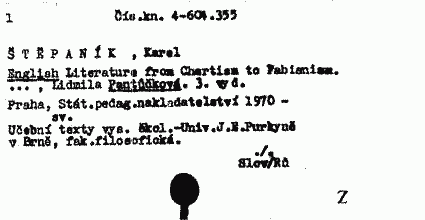 1 Čís.kn. 4-604.355
ŠTĚPANÍK, Karel
English Literature from Chartism to Fabianism.
... , Lidmila Pantůčková. 3. vyd.
Praha, Stát.pedag.nakladatelství 1970 -
sv.
Učební texty vys. škol.-Univ.J.E.Purkyně
v Brně, fak.filosofická.
./.
Slov/Rů
Z